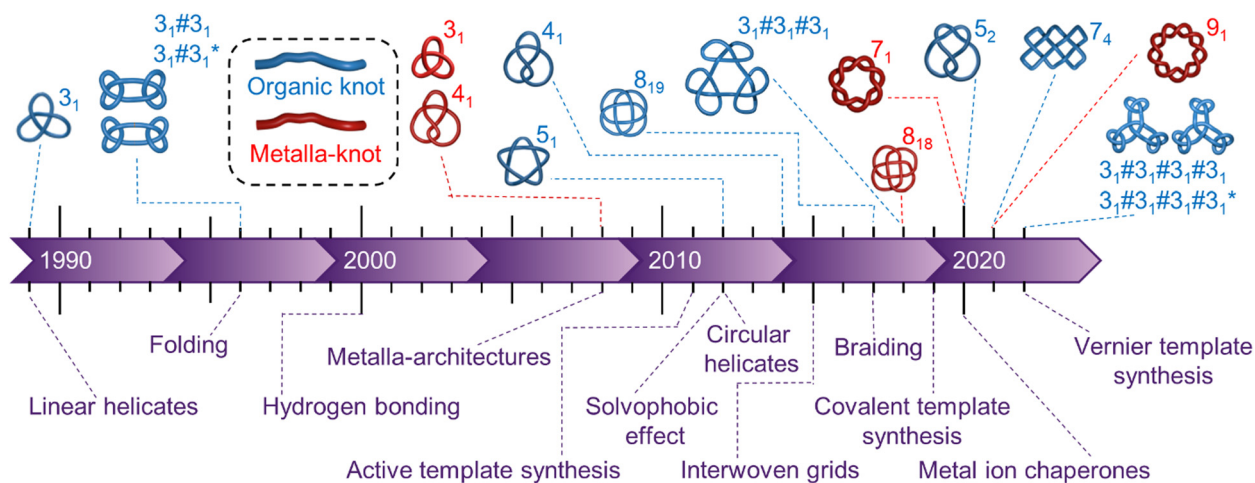 3₁#3₁
3₁#3₁*
3₁
Organic knot
Metalla-knot
3₁
4₁
4₁
5₁
8₁₉
3₁#3₁#3₁
7₁
8₁₈
5₂
7₄
9₁
3₁#3₁#3₁#3₁
3₁#3₁#3₁#3₁*
1990
2000
2010
2020
Linear helicates
Folding
Hydrogen bonding
Metalla-architectures
Active template synthesis
Solvophobic
effect
Circular
helicates
Interwoven grids
Braiding
Covalent template
synthesis
Metal ion chaperones
Vernier template
synthesis